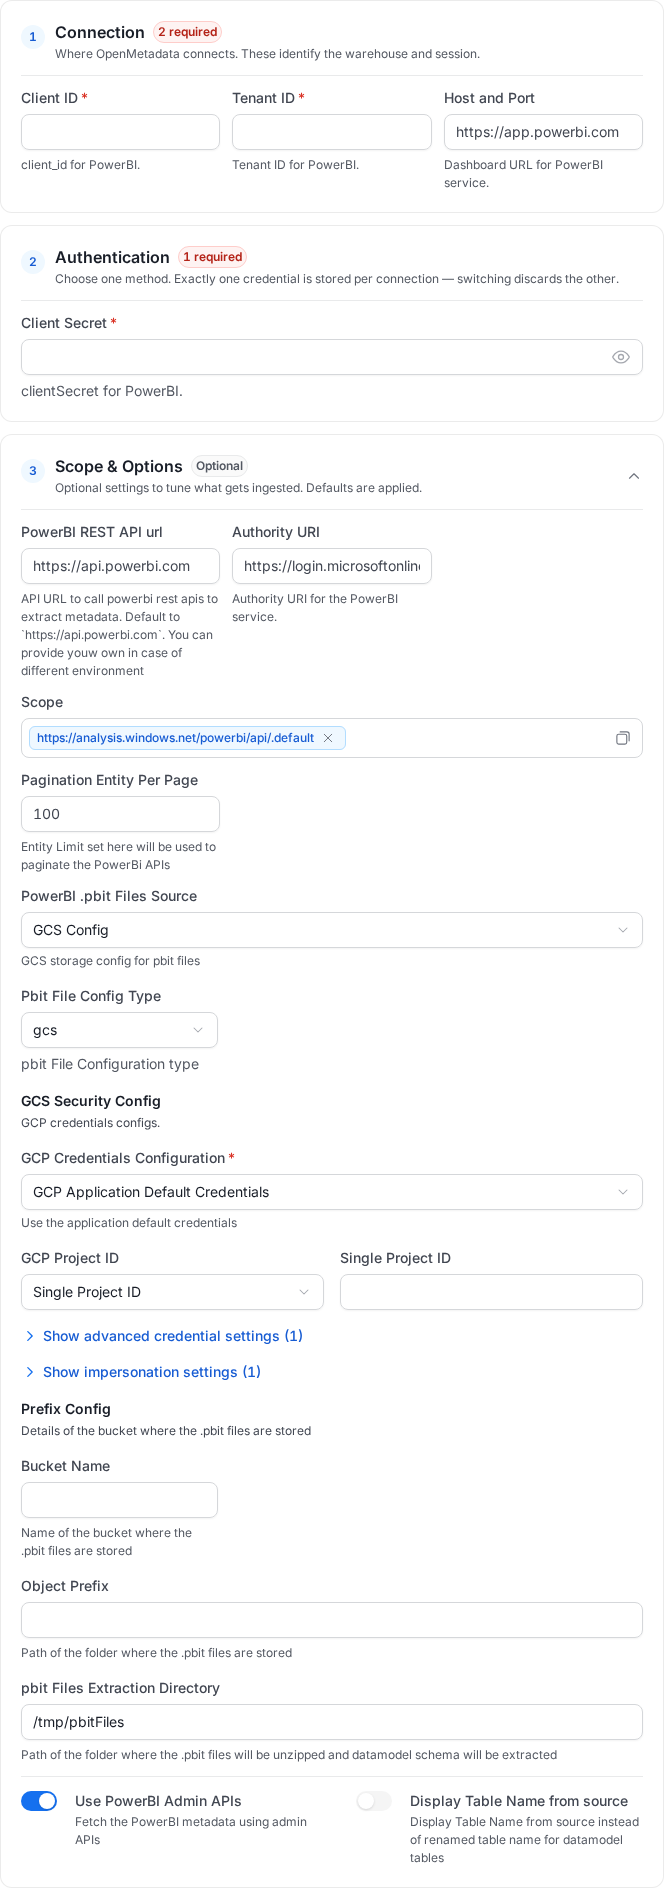 1 Connection 2 required
Where OpenMetadata connects. These identify the warehouse and session.
Client ID *
client_id for PowerBI.
Tenant ID *
Tenant ID for PowerBI.
Host and Port
https://app.powerbi.com
Dashboard URL for PowerBI
service.
2 Authentication 1 required
Choose one method. Exactly one credential is stored per connection — switching discards the other.
Client Secret *
clientSecret for PowerBI.
3 Scope & Options Optional
Optional settings to tune what gets ingested. Defaults are applied.
PowerBI REST API url
https://api.powerbi.com
API URL to call powerbi rest apis to
extract metadata. Default to
`https://api.powerbi.com`. You can
provide youw own in case of
different environment
Authority URI
https://login.microsoftonline
Authority URI for the PowerBI
service.
Scope
https://analysis.windows.net/powerbi/api/.default
Pagination Entity Per Page
100
Entity Limit set here will be used to
paginate the PowerBi APIs
PowerBI .pbit Files Source
GCS Config
GCS storage config for pbit files
Pbit File Config Type
gcs
pbit File Configuration type
GCS Security Config
GCP credentials configs.
GCP Credentials Configuration *
GCP Application Default Credentials
Use the application default credentials
GCP Project ID
Single Project ID
Single Project ID
Show advanced credential settings (1)
Show impersonation settings (1)
Prefix Config
Details of the bucket where the .pbit files are stored
Bucket Name
Name of the bucket where the
.pbit files are stored
Object Prefix
Path of the folder where the .pbit files are stored
pbit Files Extraction Directory
/tmp/pbitFiles
Path of the folder where the .pbit files will be unzipped and datamodel schema will be extracted
Use PowerBI Admin APIs
Fetch the PowerBI metadata using admin
APIs
Display Table Name from source
Display Table Name from source instead
of renamed table name for datamodel
tables